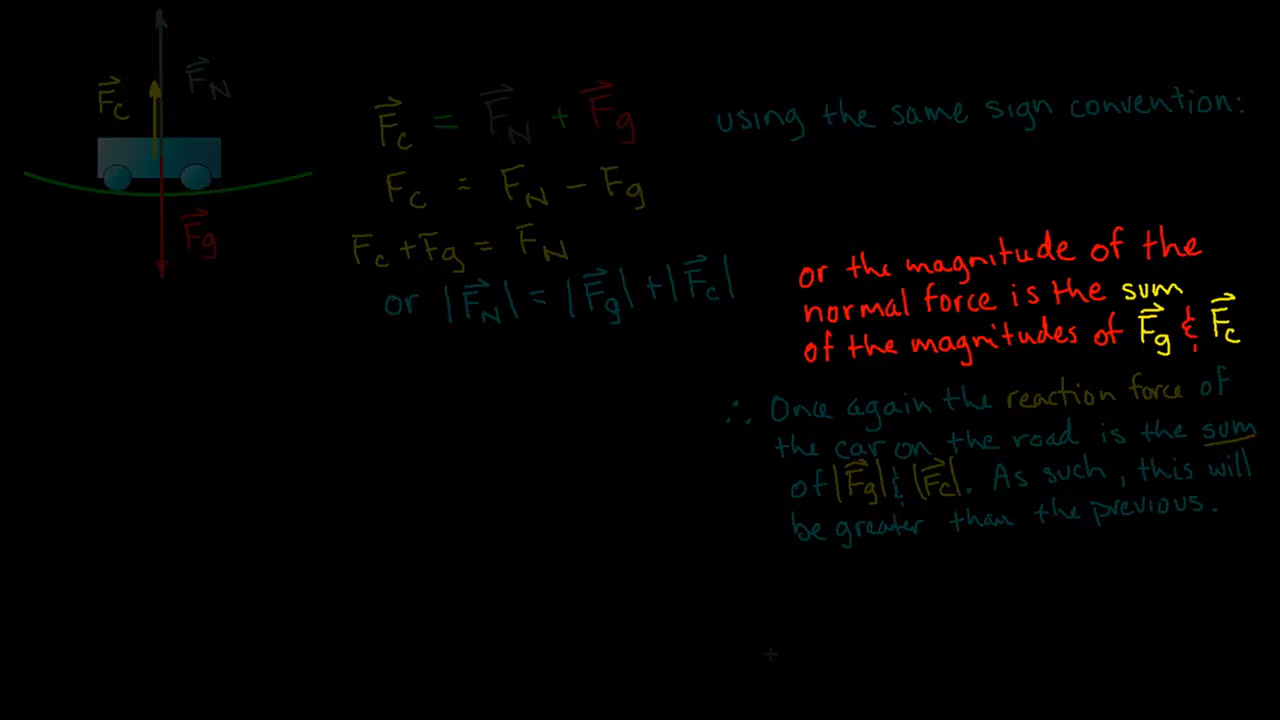 F⃗c
F⃗N
F⃗g
F⃗c = F⃗N + F⃗g
Fc = FN − Fg
Fc + Fg = FN
or |F⃗N| = |F⃗g| + |F⃗c|
using the same sign convention:
or the magnitude of the
normal force is the sum
of the magnitudes of F⃗g & F⃗c
∴ Once again the reaction force of
the car on the road is the sum
of |F⃗g| & |F⃗c|. As such, this will
be greater than the previous.